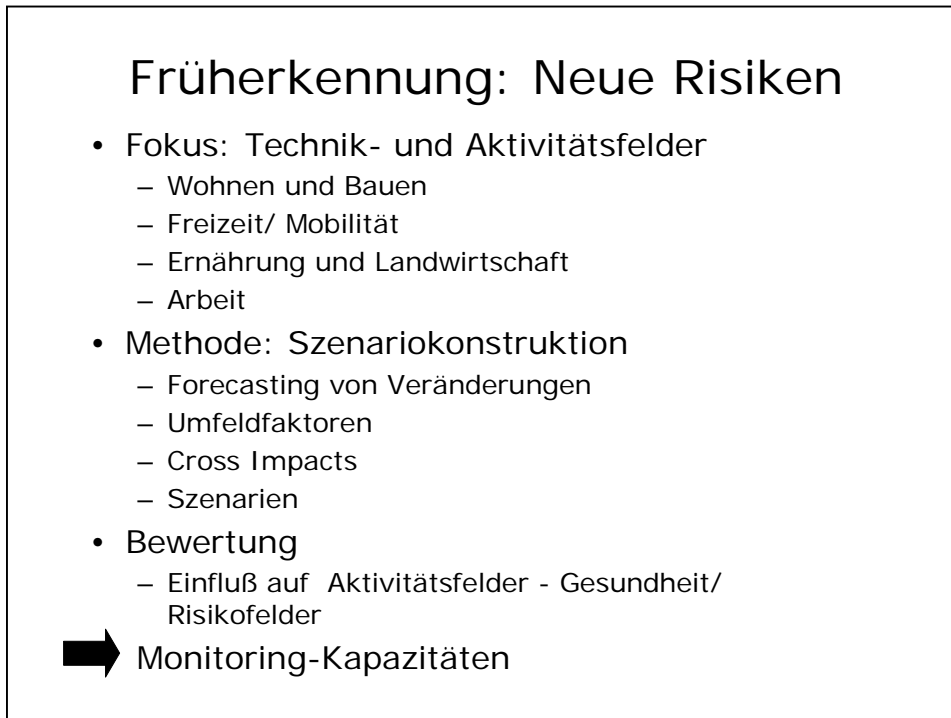 Früherkennung: Neue Risiken
• Fokus: Technik- und Aktivitätsfelder
– Wohnen und Bauen
– Freizeit/ Mobilität
– Ernährung und Landwirtschaft
– Arbeit
• Methode: Szenariokonstruktion
– Forecasting von Veränderungen
– Umfeldfaktoren
– Cross Impacts
– Szenarien
• Bewertung
– Einfluß auf Aktivitätsfelder - Gesundheit/
Risikofelder
Monitoring-Kapazitäten